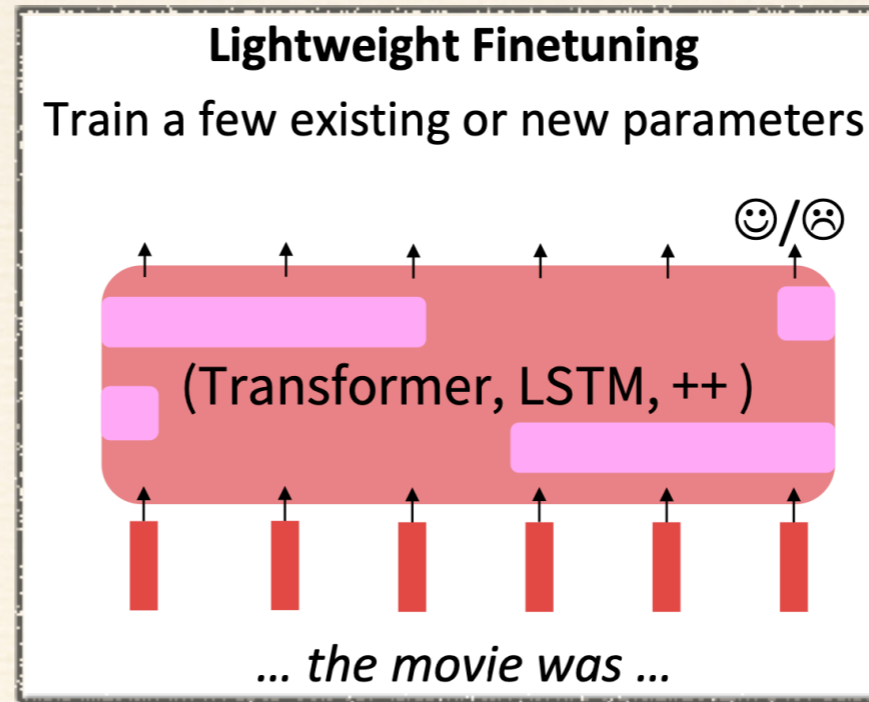 Lightweight Finetuning
Train a few existing or new parameters
☺/☹
(Transformer, LSTM, ++ )
... the movie was ...